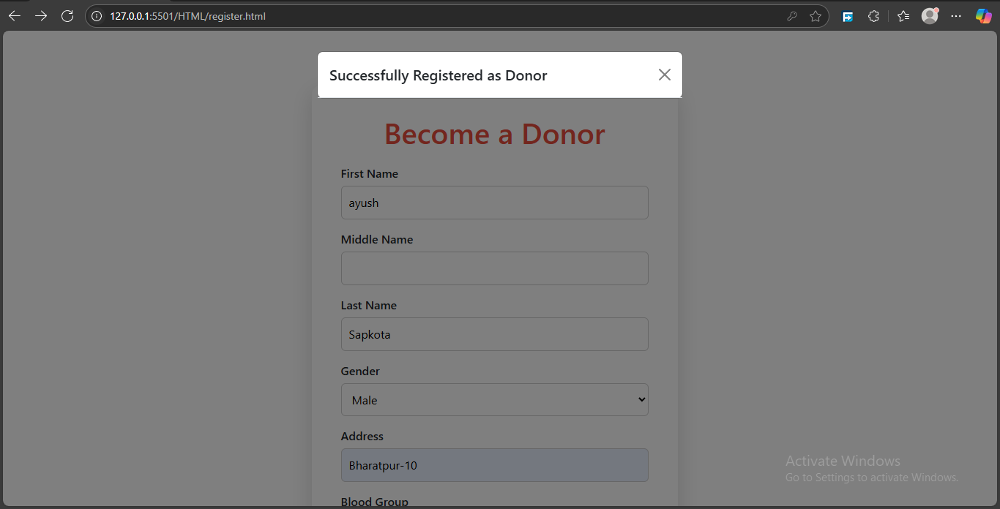 127.0.0.1:5501/HTML/register.html
Successfully Registered as Donor
Become a Donor
First Name
ayush
Middle Name
Last Name
Sapkota
Gender
Male
Address
Bharatpur-10
Blood Group
Activate Windows
Go to Settings to activate Windows.